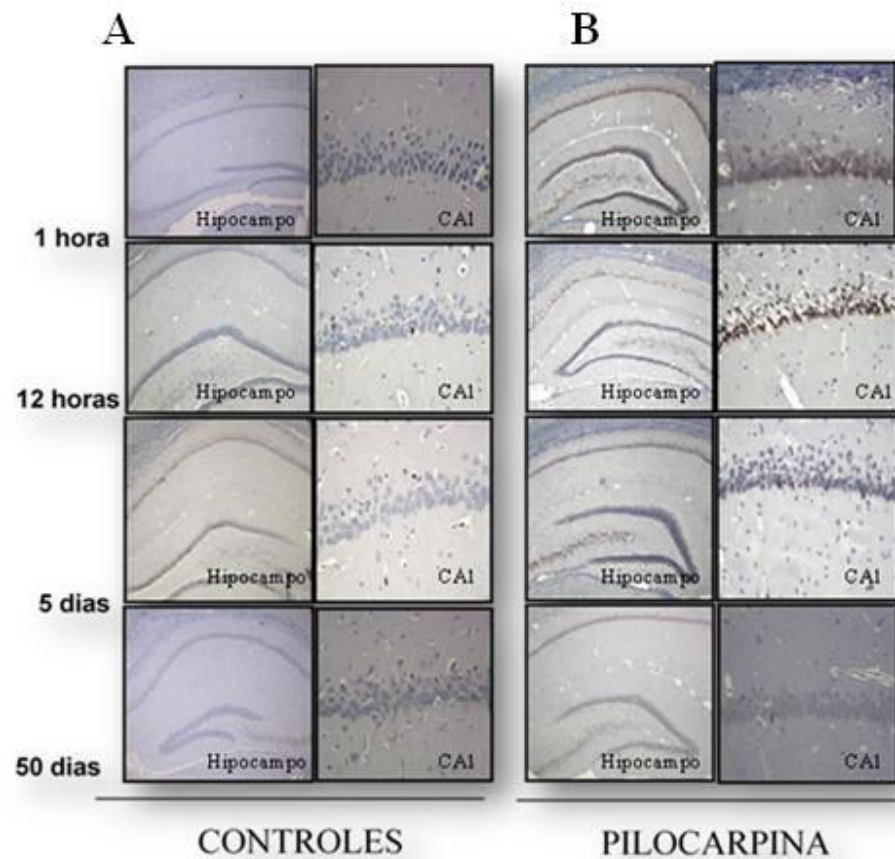 A B
Hipocampo CA1 Hipocampo CA1
1 hora
Hipocampo CA1 Hipocampo CA1
12 horas
Hipocampo CA1 Hipocampo CA1
5 dias
Hipocampo CA1 Hipocampo CA1
50 dias
CONTROLES PILOCARPINA